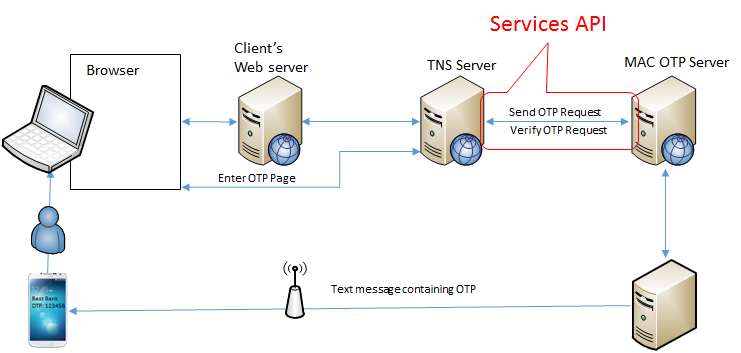 Services API
Client's
Web server
Browser
TNS Server
MAC OTP Server
Send OTP Request
Verify OTP Request
Enter OTP Page
Best Bank
OTP: 123456
Text message containing OTP